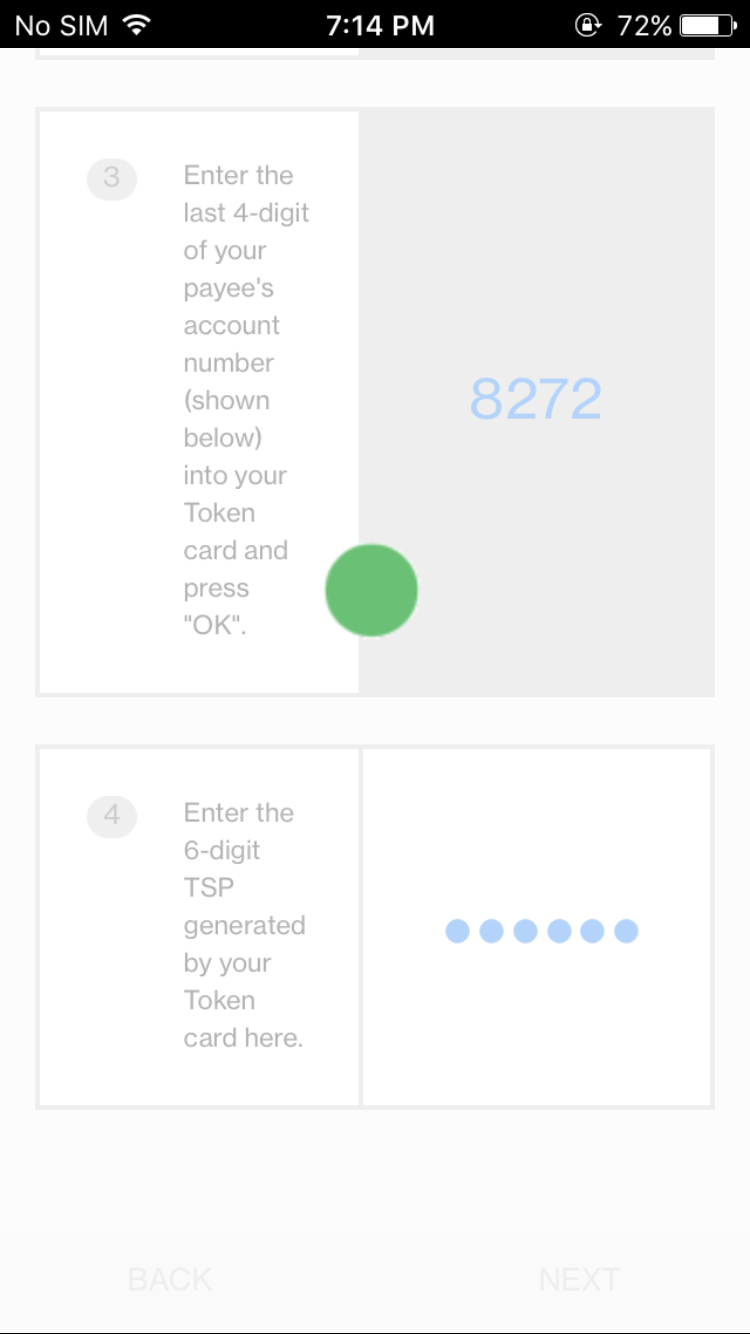 No SIM 7:14 PM 72%
3
Enter the
last 4-digit
of your
payee's
account
number
(shown
below)
into your
Token
card and
press
"OK".
8272
4
Enter the
6-digit
TSP
generated
by your
Token
card here.
BACK NEXT